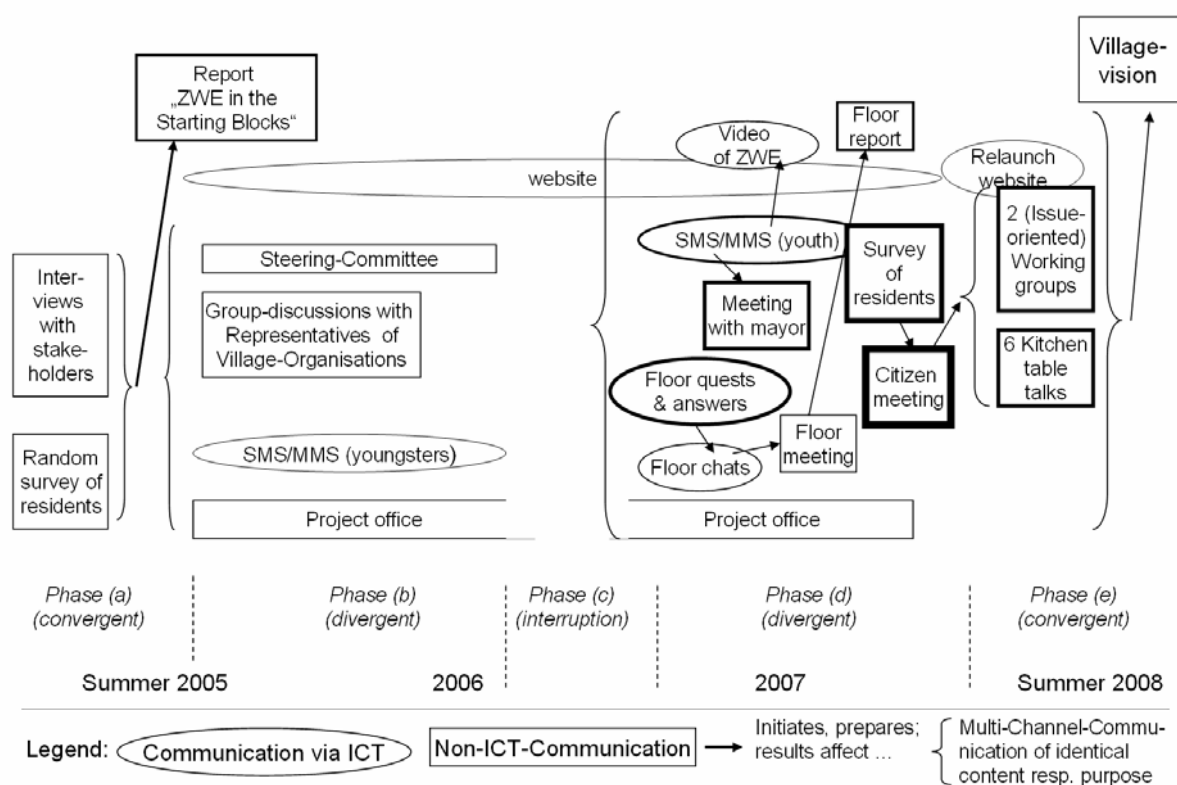 Village-
vision
Report
„ZWE in the
Starting Blocks“
Video
of ZWE
Floor
report
website
Relaunch
website
Inter-
views
with
stake-
holders
Random
survey of
residents
Steering-Committee
Group-discussions with
Representatives of
Village-Organisations
SMS/MMS (youngsters)
Project office
SMS/MMS (youth)
Meeting
with mayor
Survey
of
residents
Floor quests
& answers
Floor chats
Floor
meeting
Citizen
meeting
2 (Issue-
oriented)
Working
groups
6 Kitchen
table
talks
Project office
Phase (a)
(convergent)
Phase (b)
(divergent)
Phase (c)
(interruption)
Phase (d)
(divergent)
Phase (e)
(convergent)
Summer 2005
2006
2007
Summer 2008
Legend:
Communication via ICT
Non-ICT-Communication
Initiates, prepares;
results affect ...
Multi-Channel-Commu-
nication of identical
content resp. purpose